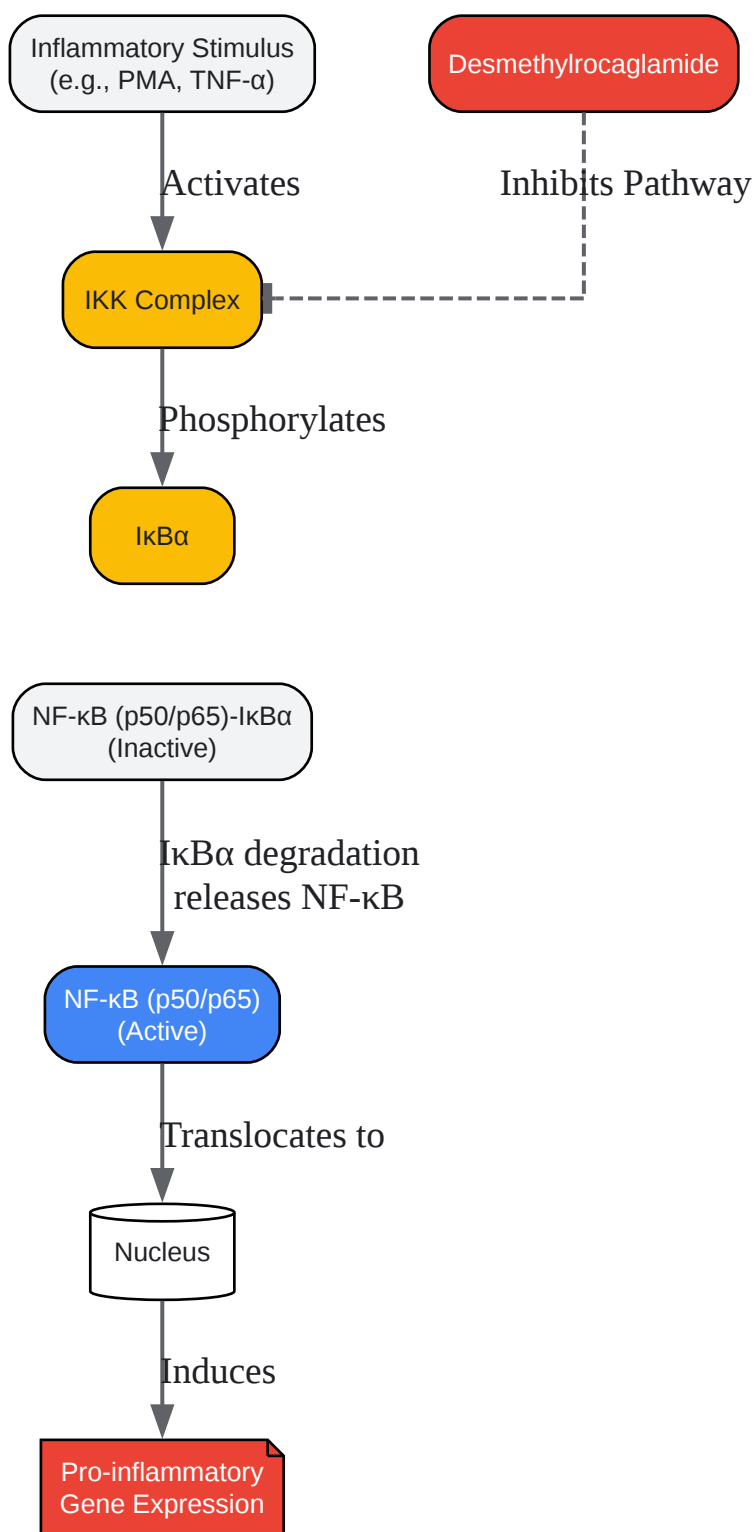 Inflammatory Stimulus
(e.g., PMA, TNF-α)
Desmethylrocaglamide
Activates
Inhibits Pathway
IKK Complex
Phosphorylates
IκBα
NF-κB (p50/p65)-IκBα
(Inactive)
IκBα degradation
releases NF-κB
NF-κB (p50/p65)
(Active)
Translocates to
Nucleus
Induces
Pro-inflammatory
Gene Expression